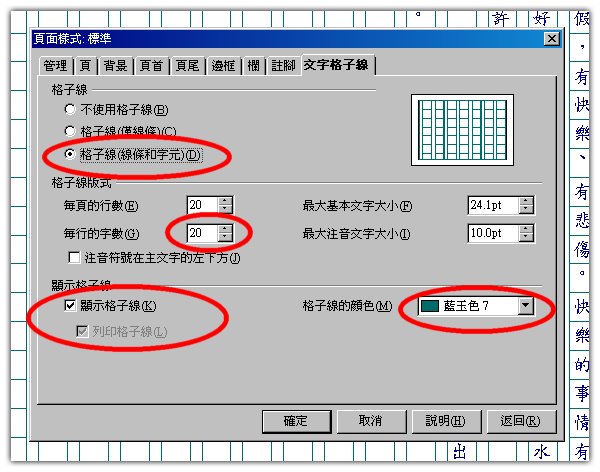 頁面樣式: 標準
管理 頁 背景 頁首 頁尾 邊框 欄 註腳 文字格子線
格子線
不使用格子線(B)
格子線(僅線條)(C)
格子線(線條和字元)(D)
格子線版式
每頁的行數(E) 20 最大基本文字大小(F) 24.1pt
每行的字數(G) 20 最大注音文字大小(I) 10.0pt
注音符號在主文字的左下方(J)
顯示格子線
顯示格子線(K) 格子線的顏色(M) 藍玉色 7
列印格子線(L)
確定 取消 說明(H) 返回(R)
假，有快樂、有悲傷。快樂的事情有
好
水
許
。
出